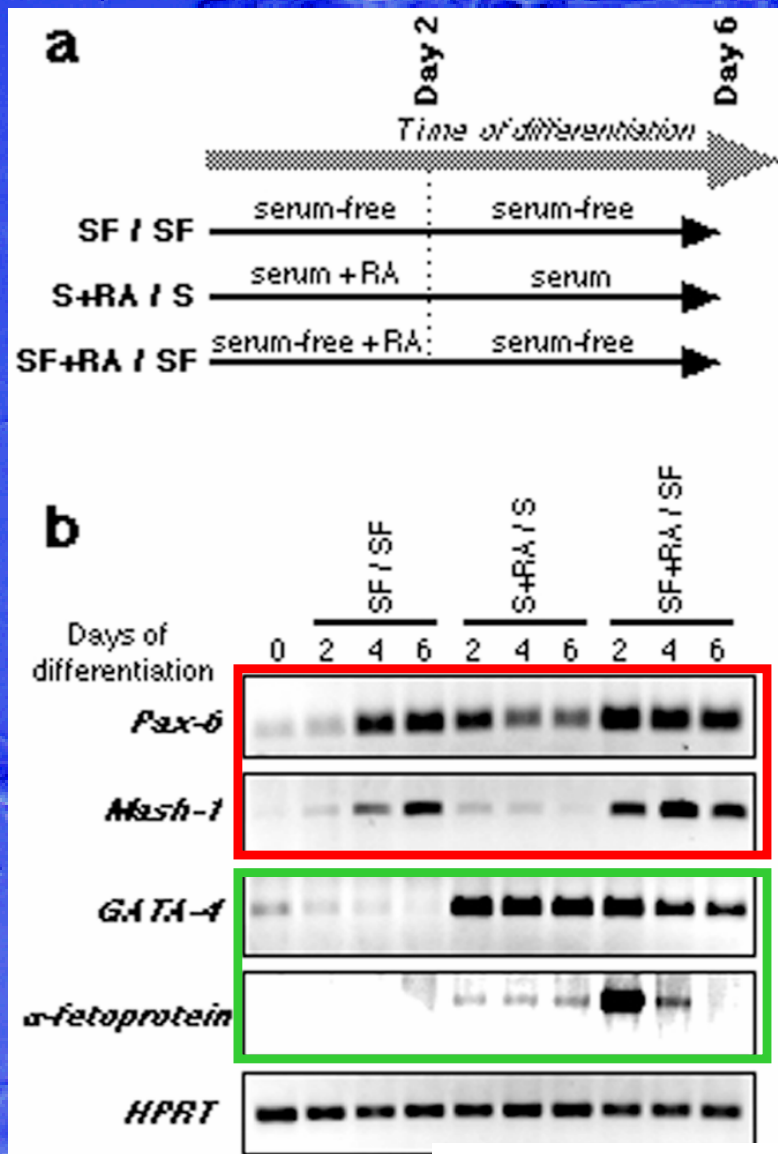 a
Day 2
Day 6
Time of differentiation
SF / SF
serum-free
serum-free
S+RA / S
serum +RA
serum
SF+RA / SF
serum-free +RA
serum-free
b
SF / SF
S+RA / S
SF+RA / SF
Days of
differentiation
0 2 4 6 2 4 6 2 4 6
Pax-6
Mash-1
GATA-4
α-fetoprotein
HPRT